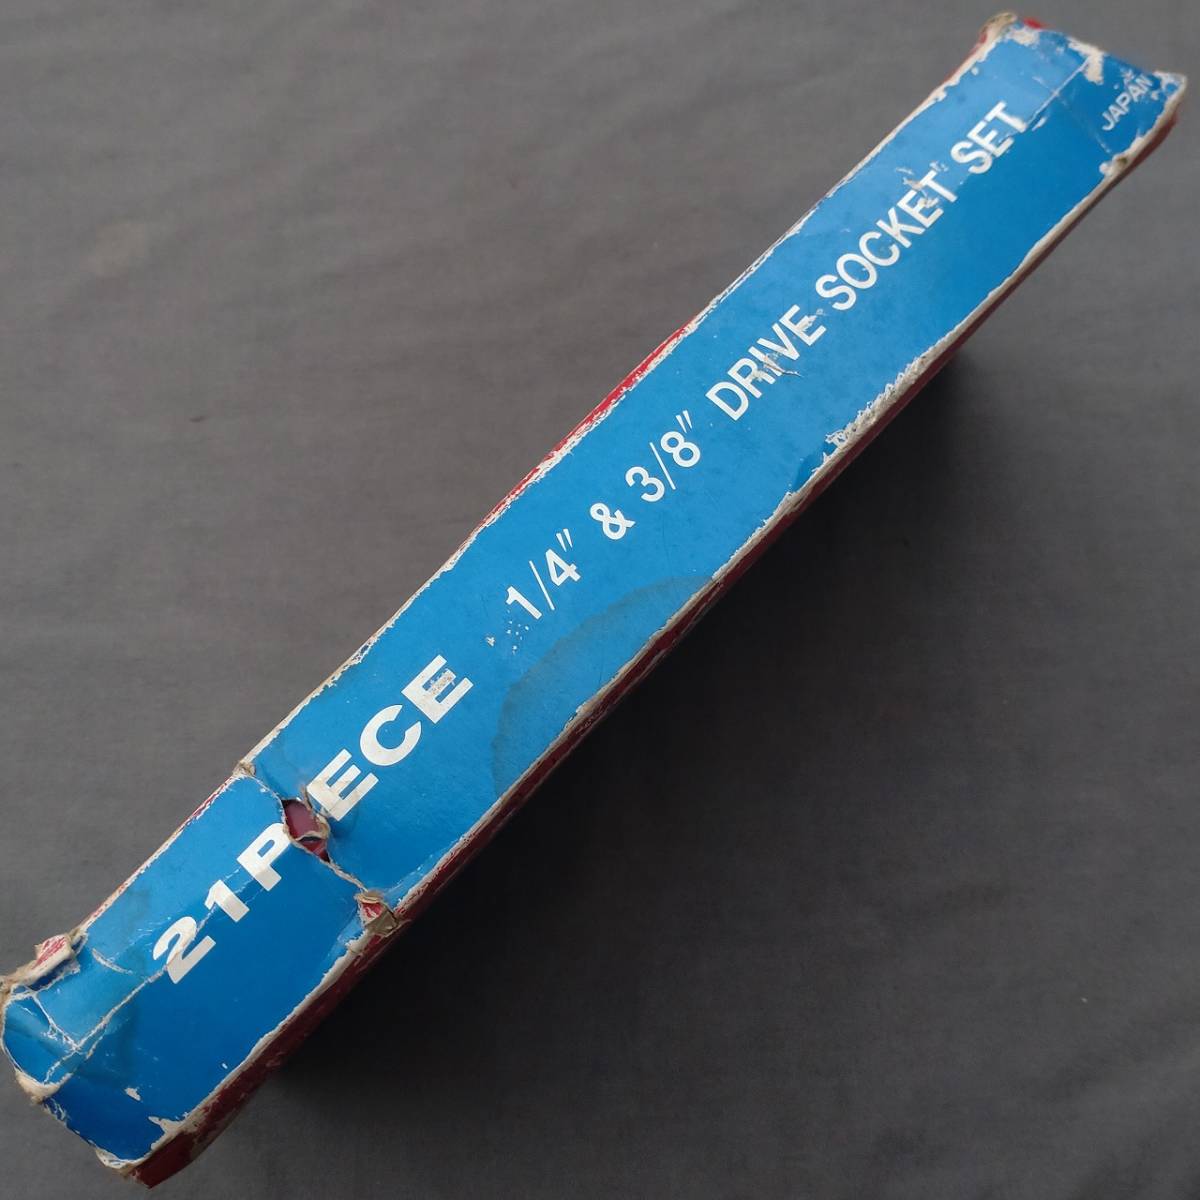 21PIECE 1/4" & 3/8" DRIVE SOCKET SET
JAPAN